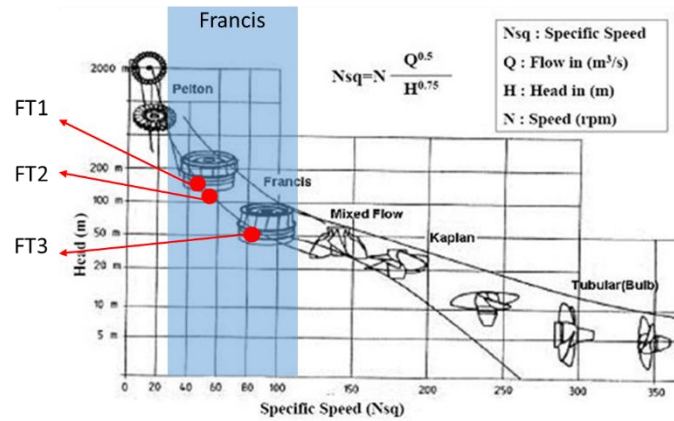 Francis
Nsq : Specific Speed
Q : Flow in (m³/s)
H : Head in (m)
N : Speed (rpm)
Nsq=N Q^0.5 / H^0.75
2000 m
Pelton
FT1
FT2
200 m
100 m
Francis
Mixed Flow
FT3
50 m
Kaplan
20 m
Tubular(Bulb)
10 m
5 m
Head (m)
0 20 40 60 80 100 150 200 250 300 350
Specific Speed (Nsq)